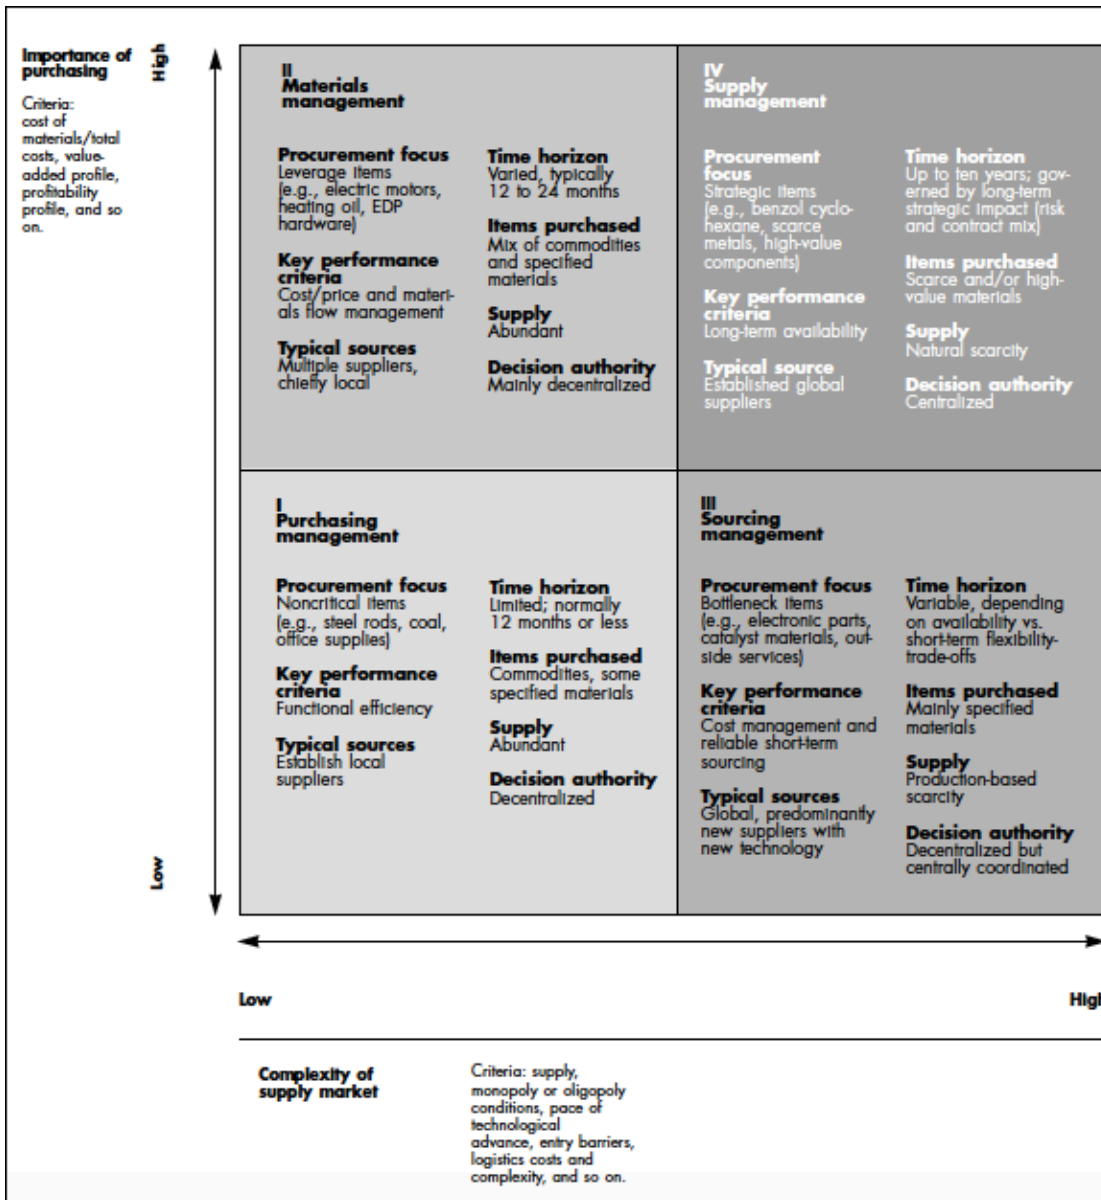 Importance of
purchasing
High
Criteria:
cost of
materials/total
costs, value-
added profile,
profitability
profile, and so
on.
II
Materials
management
Procurement focus
Leverage items
(e.g., electric motors,
heating oil, EDP
hardware)
Key performance
criteria
Cost/price and materi-
als flow management
Typical sources
Multiple suppliers,
chiefly local
Time horizon
Varied, typically
12 to 24 months
Items purchased
Mix of commodities
and specified
materials
Supply
Abundant
Decision authority
Mainly decentralized
IV
Supply
management
Procurement
focus
Strategic items
(e.g., benzol cyclo-
hexane, scarce
metals, high-value
components)
Key performance
criteria
Long-term availability
Typical source
Established global
suppliers
Time horizon
Up to ten years; gov-
erned by long-term
strategic impact (risk
and contract mix)
Items purchased
Scarce and/or high-
value materials
Supply
Natural scarcity
Decision authority
Centralized
I
Purchasing
management
Procurement focus
Noncritical items
(e.g., steel rods, coal,
office supplies)
Key performance
criteria
Functional efficiency
Typical sources
Establish local
suppliers
Time horizon
Limited; normally
12 months or less
Items purchased
Commodities, some
specified materials
Supply
Abundant
Decision authority
Decentralized
III
Sourcing
management
Procurement focus
Bottleneck items
(e.g., electronic parts,
catalyst materials, out-
side services)
Key performance
criteria
Cost management and
reliable short-term
sourcing
Typical sources
Global, predominantly
new suppliers with
new technology
Time horizon
Variable, depending
on availability vs.
short-term flexibility-
trade-offs
Items purchased
Mainly specified
materials
Supply
Production-based
scarcity
Decision authority
Decentralized but
centrally coordinated
Low
Low
High
Complexity of
supply market
Criteria: supply,
monopoly or oligopoly
conditions, pace of
technological
advance, entry barriers,
logistics costs and
complexity, and so on.